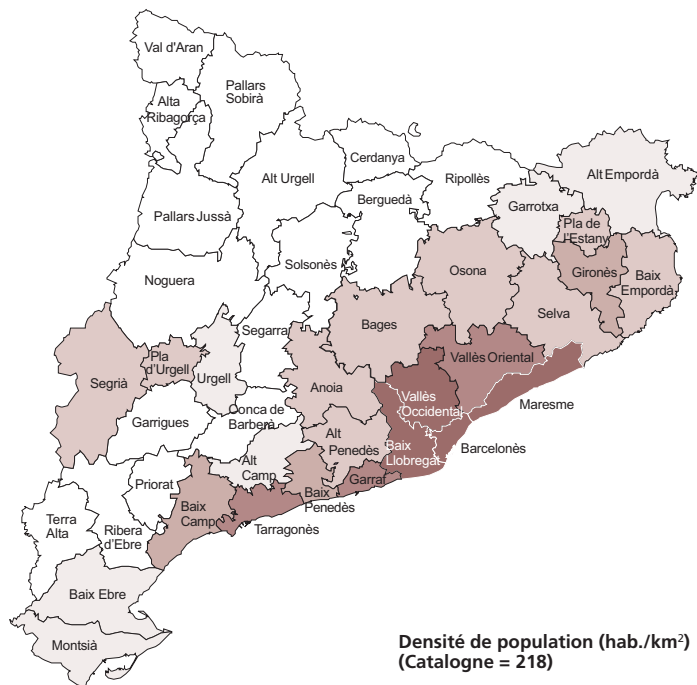 Val d'Aran
Pallars
Sobirà
Alta
Ribagorça
Cerdanya
Ripollès
Alt Empordà
Alt Urgell
Berguedà
Garrotxa
Pallars Jussà
Pla de
l'Estany
Solsonès
Osona
Gironès
Baix
Empordà
Noguera
Selva
Segarra
Bages
Vallès Oriental
Pla
d'Urgell
Segrià
Urgell
Anoia
Vallès
Occidental
Maresme
Garrigues
Conca de
Barberà
Alt
Penedès
Baix
Llobregat
Barcelonès
Alt
Camp
Priorat
Garraf
Baix
Penedès
Baix
Camp
Terra
Alta
Ribera
d'Ebre
Tarragonès
Baix Ebre
Montsià
Densité de population (hab./km²)
(Catalogne = 218)